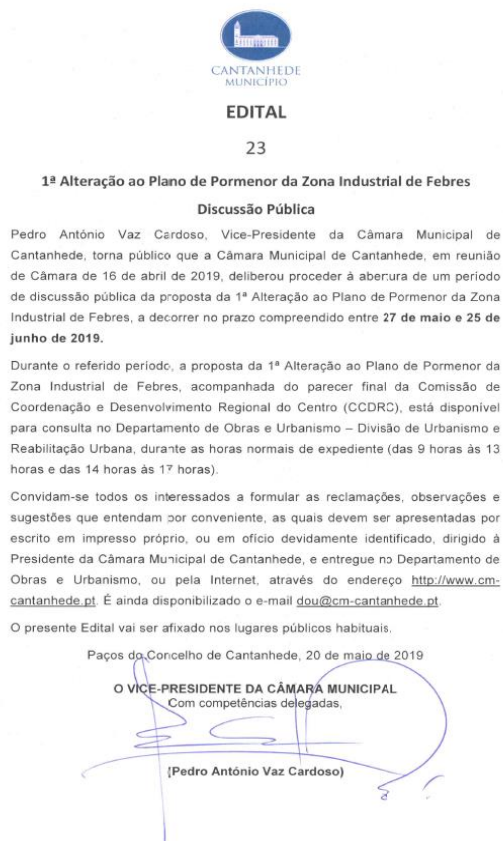 CANTANHEDE
MUNICÍPIO
EDITAL
23
1ª Alteração ao Plano de Pormenor da Zona Industrial de Febres
Discussão Pública
Pedro António Vaz Cardoso, Vice-Presidente da Câmara Municipal de
Cantanhede, torna público que a Câmara Municipal de Cantanhede, em reunião
de Câmara de 16 de abril de 2019, deliberou proceder à abertura de um período
de discussão pública da proposta da 1ª Alteração ao Plano de Pormenor da Zona
Industrial de Febres, a decorrer no prazo compreendido entre 27 de maio e 25 de
junho de 2019.
Durante o referido período, a proposta da 1ª Alteração ao Plano de Pormenor da
Zona Industrial de Febres, acompanhada do parecer final da Comissão de
Coordenação e Desenvolvimento Regional do Centro (CCDRC), está disponível
para consulta no Departamento de Obras e Urbanismo – Divisão de Urbanismo e
Reabilitação Urbana, durante as horas normais de expediente (das 9 horas às 13
horas e das 14 horas às 17 horas).
Convidam-se todos os interessados a formular as reclamações, observações e
sugestões que entendam por conveniente, as quais devem ser apresentadas por
escrito em impresso próprio, ou em ofício devidamente identificado, dirigido à
Presidente da Câmara Municipal de Cantanhede, e entregue no Departamento de
Obras e Urbanismo, ou pela Internet, através do endereço http://www.cm-
cantanhede.pt. É ainda disponibilizado o e-mail dou@cm-cantanhede.pt.
O presente Edital vai ser afixado nos lugares públicos habituais.
Paços do Concelho de Cantanhede, 20 de maio de 2019
O VICE-PRESIDENTE DA CÂMARA MUNICIPAL
Com competências delegadas,
(Pedro António Vaz Cardoso)